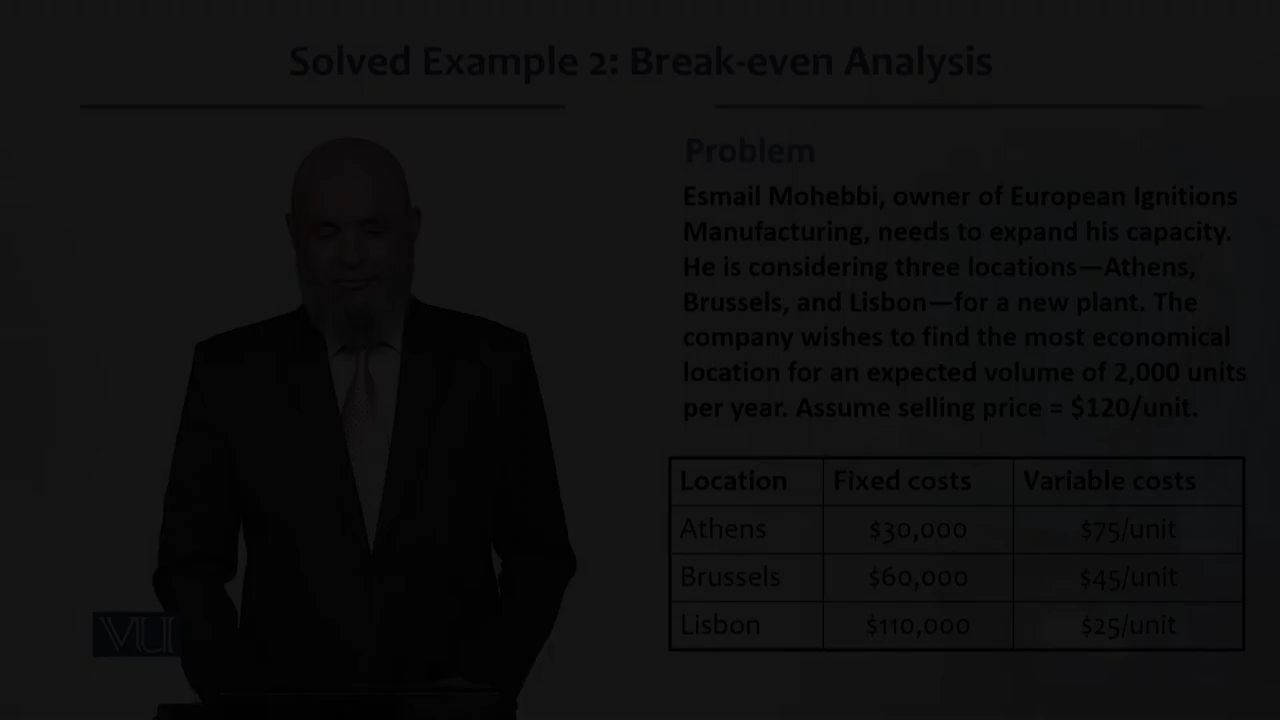 Solved Example 2: Break-even Analysis
Problem
Esmail Mohebbi, owner of European Ignitions
Manufacturing, needs to expand his capacity.
He is considering three locations—Athens,
Brussels, and Lisbon—for a new plant. The
company wishes to find the most economical
location for an expected volume of 2,000 units
per year. Assume selling price = $120/unit.
Location Fixed costs Variable costs
Athens $30,000 $75/unit
Brussels $60,000 $45/unit
Lisbon $110,000 $25/unit
VU